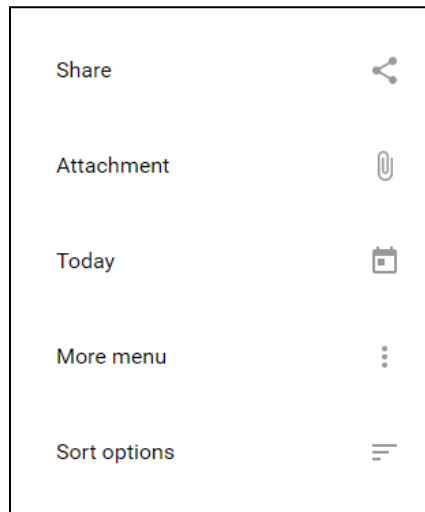 Share
Attachment
Today
More menu
Sort options